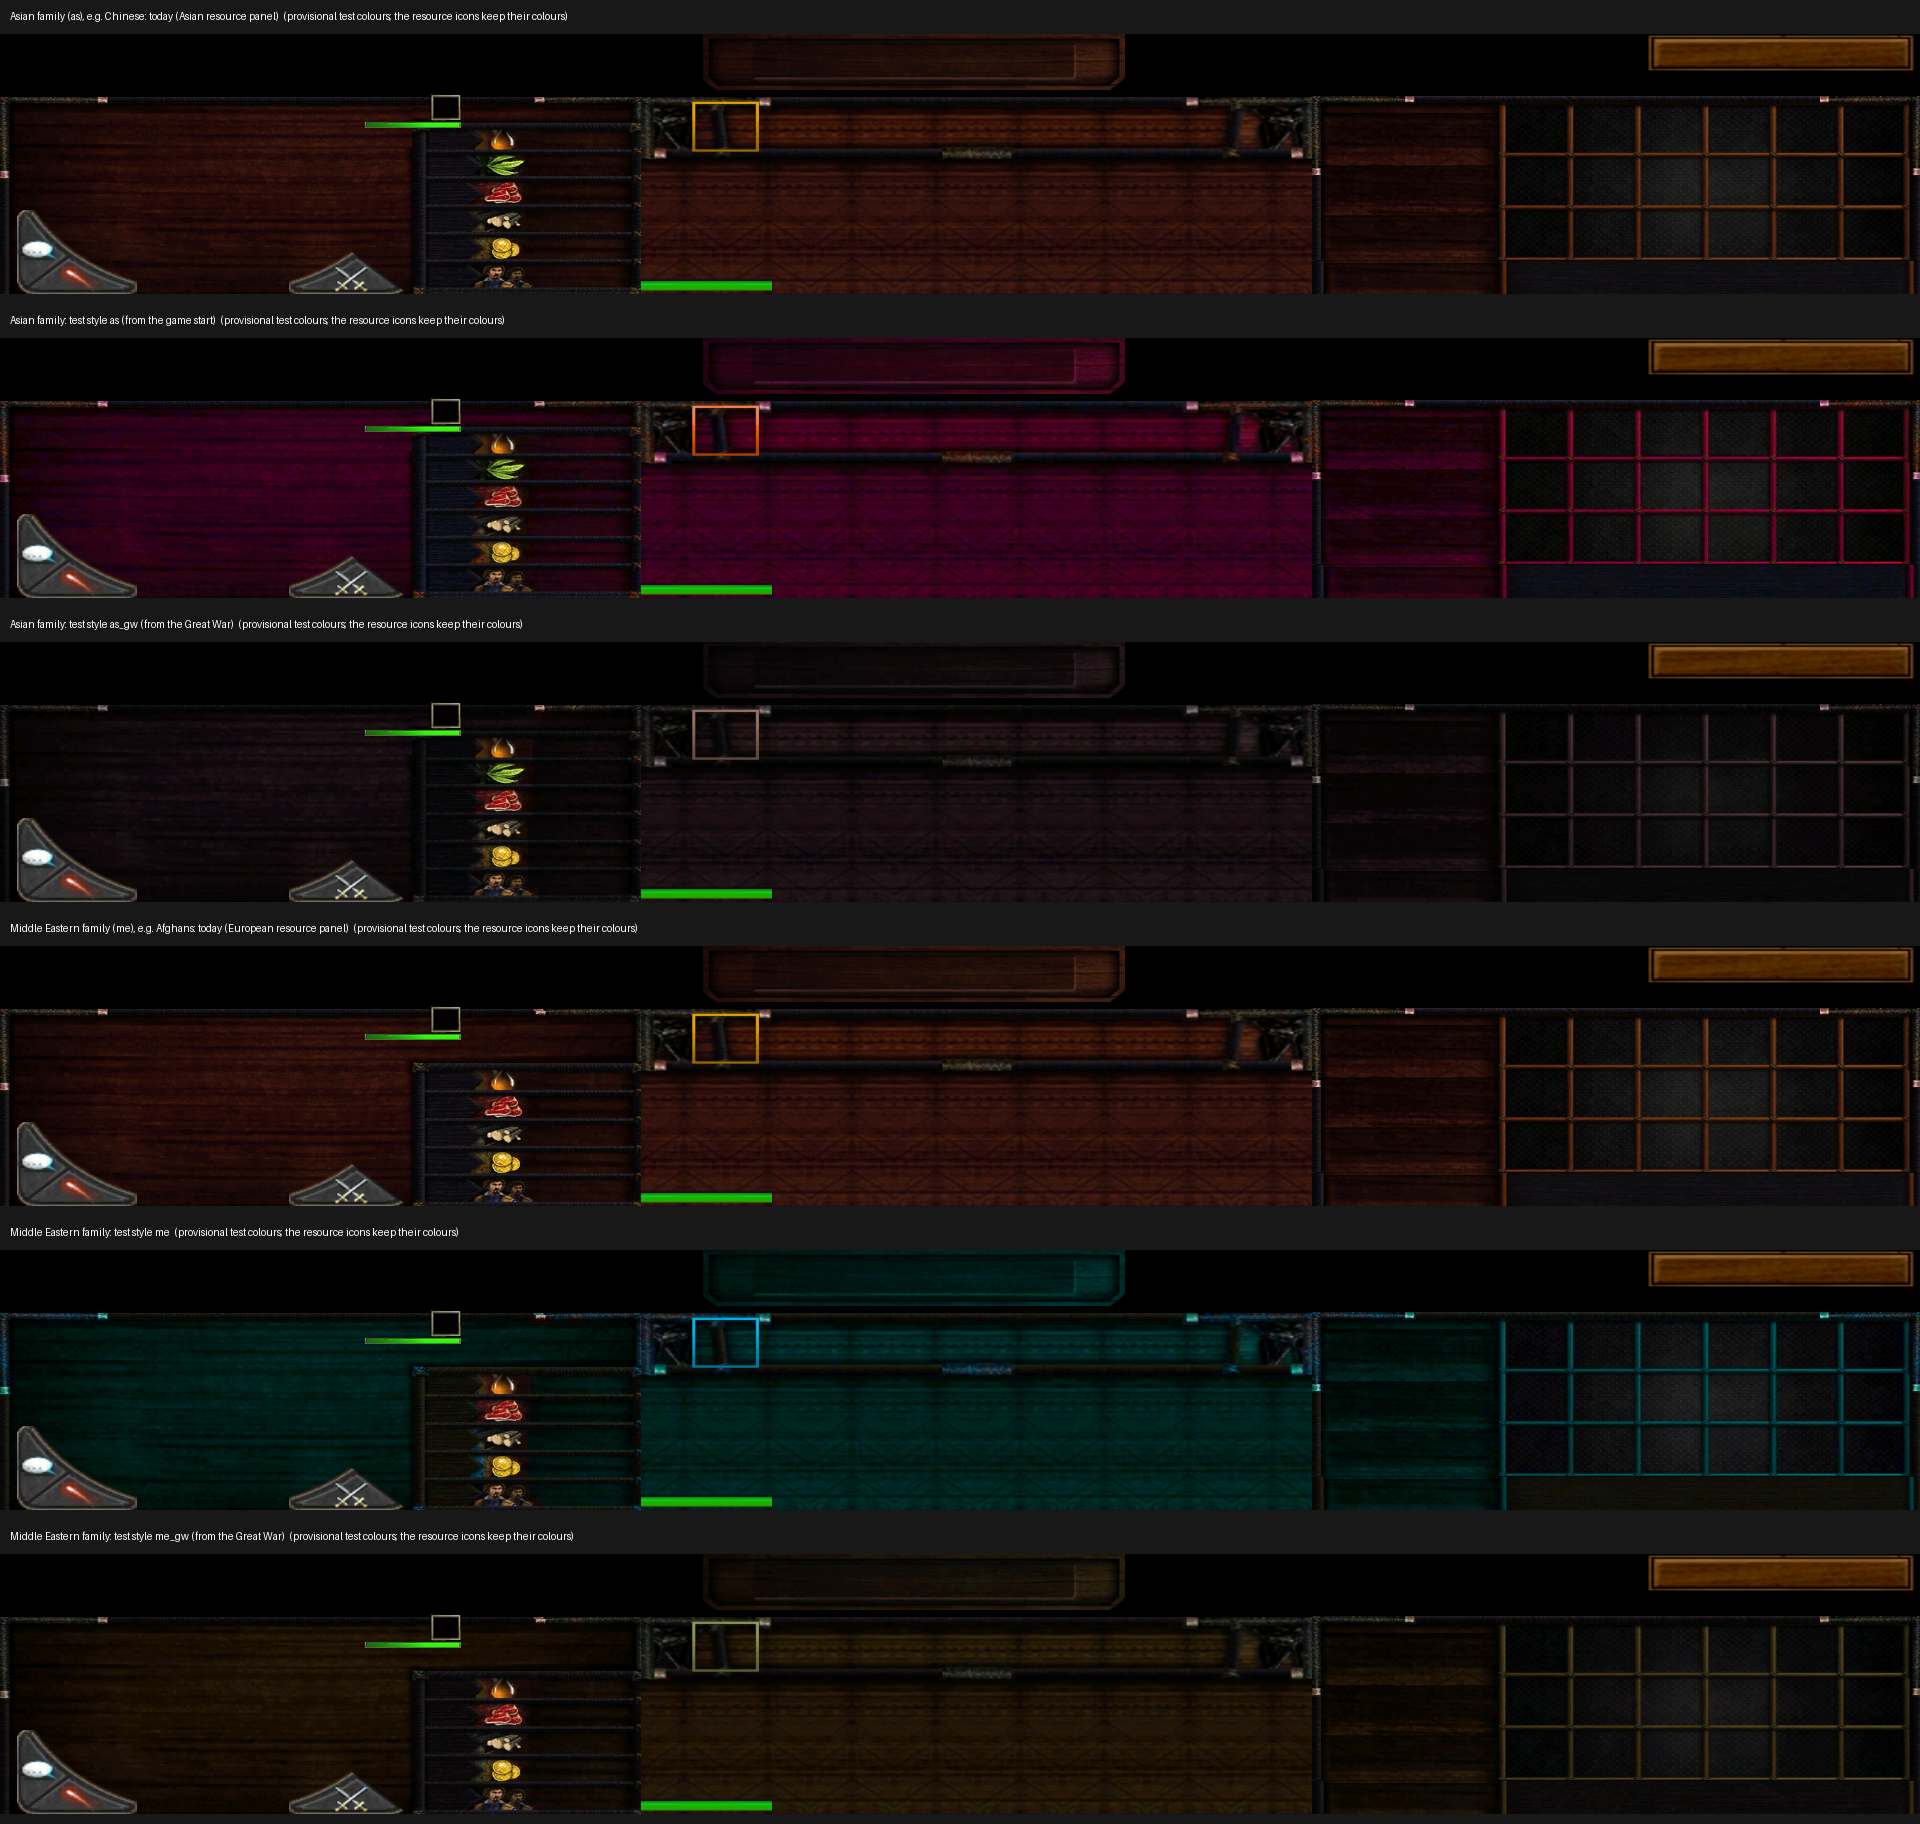 Asian family (as), e.g. Chinese: today (Asian resource panel) (provisional test colours; the resource icons keep their colours)
Asian family: test style as (from the game start) (provisional test colours; the resource icons keep their colours)
Asian family: test style as_gw (from the Great War) (provisional test colours; the resource icons keep their colours)
Middle Eastern family (me), e.g. Afghans: today (European resource panel) (provisional test colours; the resource icons keep their colours)
Middle Eastern family: test style me (provisional test colours; the resource icons keep their colours)
Middle Eastern family: test style me_gw (from the Great War) (provisional test colours; the resource icons keep their colours)